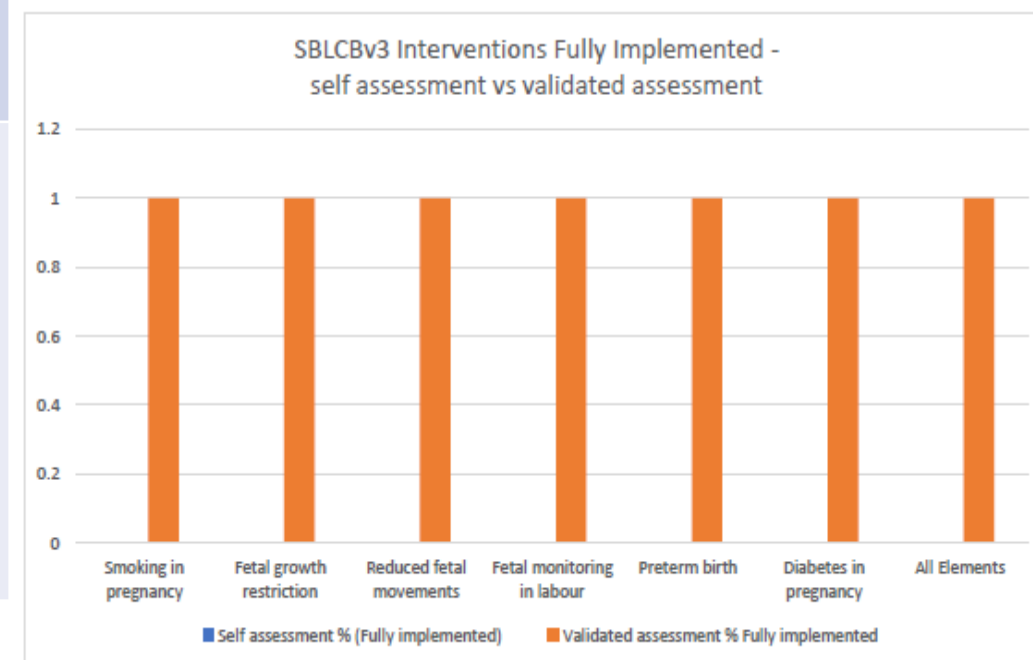 SBLCBv3 Interventions Fully Implemented -
self assessment vs validated assessment
1.2
1
0.8
0.6
0.4
0.2
0
Smoking in pregnancy
Fetal growth restriction
Reduced fetal movements
Fetal monitoring in labour
Preterm birth
Diabetes in pregnancy
All Elements
Self assessment % (Fully implemented)
Validated assessment % Fully implemented